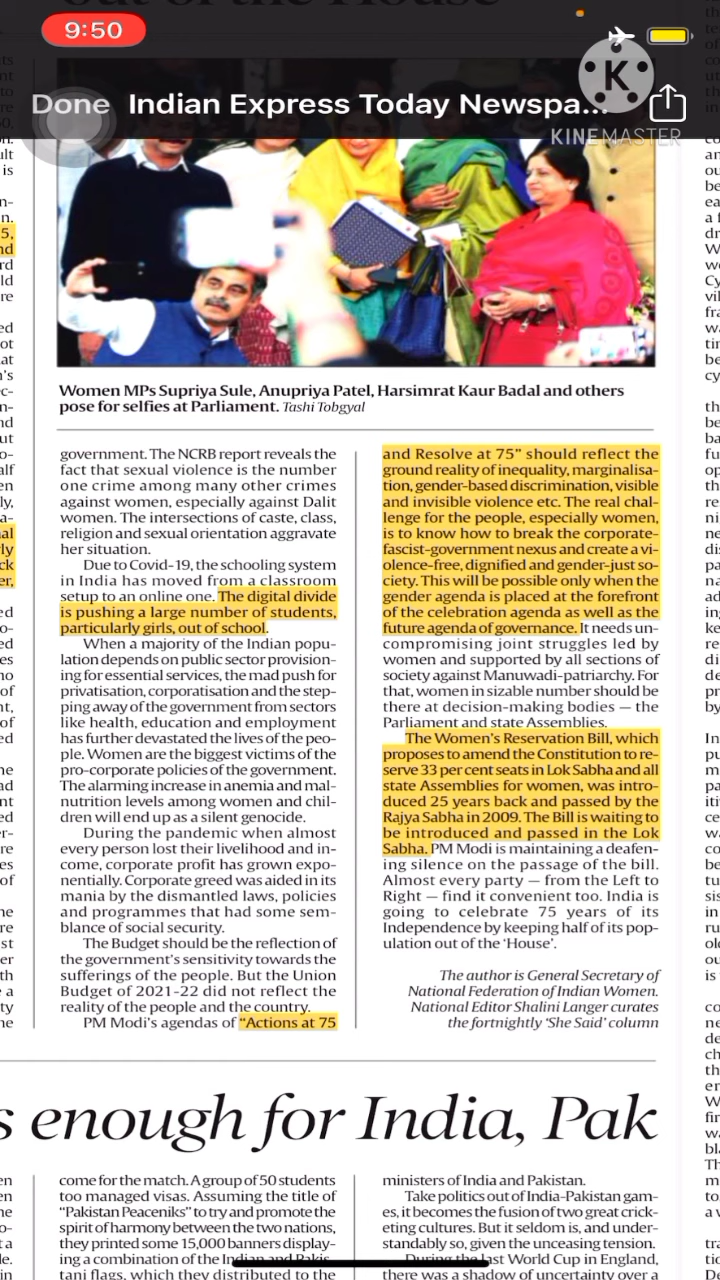 out of the House
9:50
Done Indian Express Today Newspa...
K
KINEMASTER
Women MPs Supriya Sule, Anupriya Patel, Harsimrat Kaur Badal and others
pose for selfies at Parliament. Tashi Tobgyal
government. The NCRB report reveals the
fact that sexual violence is the number
one crime among many other crimes
against women, especially against Dalit
women. The intersections of caste, class,
religion and sexual orientation aggravate
her situation.
Due to Covid-19, the schooling system
in India has moved from a classroom
setup to an online one. The digital divide
is pushing a large number of students,
particularly girls, out of school.
When a majority of the Indian popu-
lation depends on public sector provision-
ing for essential services, the mad push for
privatisation, corporatisation and the step-
ping away of the government from sectors
like health, education and employment
has further devastated the lives of the peo-
ple. Women are the biggest victims of the
pro-corporate policies of the government.
The alarming increase in anemia and mal-
nutrition levels among women and chil-
dren will end up as a silent genocide.
During the pandemic when almost
every person lost their livelihood and in-
come, corporate profit has grown expo-
nentially. Corporate greed was aided in its
mania by the dismantled laws, policies
and programmes that had some sem-
blance of social security.
The Budget should be the reflection of
the government's sensitivity towards the
sufferings of the people. But the Union
Budget of 2021-22 did not reflect the
reality of the people and the country.
PM Modi's agendas of “Actions at 75
and Resolve at 75” should reflect the
ground reality of inequality, marginalisa-
tion, gender-based discrimination, visible
and invisible violence etc. The real chal-
lenge for the people, especially women,
is to know how to break the corporate-
fascist-government nexus and create a vi-
olence-free, dignified and gender-just so-
ciety. This will be possible only when the
gender agenda is placed at the forefront
of the celebration agenda as well as the
future agenda of governance. It needs un-
compromising joint struggles led by
women and supported by all sections of
society against Manuwadi-patriarchy. For
that, women in sizable number should be
there at decision-making bodies — the
Parliament and state Assemblies.
The Women's Reservation Bill, which
proposes to amend the Constitution to re-
serve 33 per cent seats in Lok Sabha and all
state Assemblies for women, was intro-
duced 25 years back and passed by the
Rajya Sabha in 2009. The Bill is waiting to
be introduced and passed in the Lok
Sabha. PM Modi is maintaining a deafen-
ing silence on the passage of the bill.
Almost every party — from the Left to
Right — find it convenient too. India is
going to celebrate 75 years of its
Independence by keeping half of its pop-
ulation out of the ‘House’.
The author is General Secretary of
National Federation of Indian Women.
National Editor Shalini Langer curates
the fortnightly ‘She Said’ column
s enough for India, Pak
come for the match. A group of 50 students
too managed visas. Assuming the title of
“Pakistan Peaceniks” to try and promote the
spirit of harmony between the two nations,
they printed some 15,000 banners display-
ing a combination of the Indian and Pakis-
tani flags, which they distributed to the
ministers of India and Pakistan.
Take politics out of India-Pakistan gam-
es, it becomes the fusion of two great crick-
eting cultures. But it seldom is, and under-
standably so, given the unceasing tension.
During the last World Cup in England,
there was a shadow of uncertainty over a